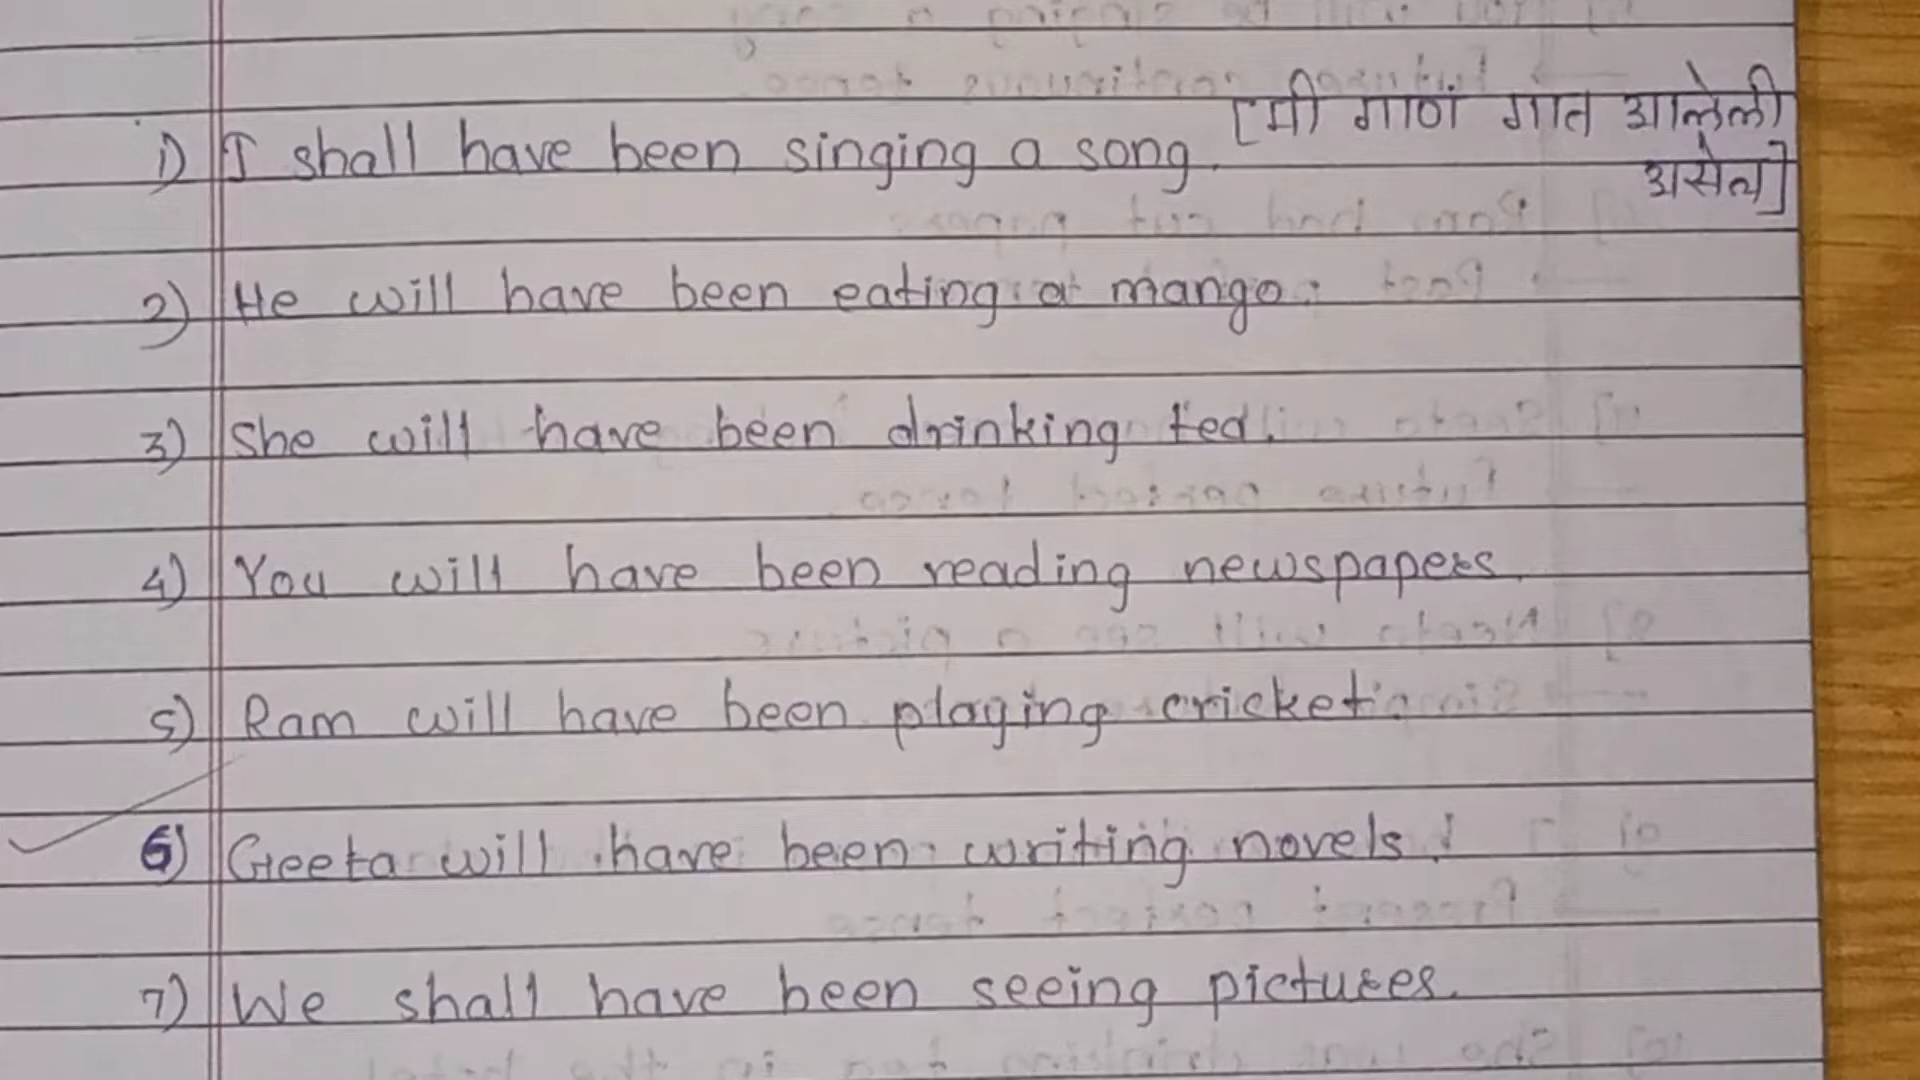 1) I shall have been singing a song. [मी गाणं गात आलेली
असेल]
2) He will have been eating a mango.
3) She will have been drinking tea.
4) You will have been reading newspapers.
5) Ram will have been playing cricket.
6) Geeta will have been writing novels.
7) We shall have been seeing pictures.